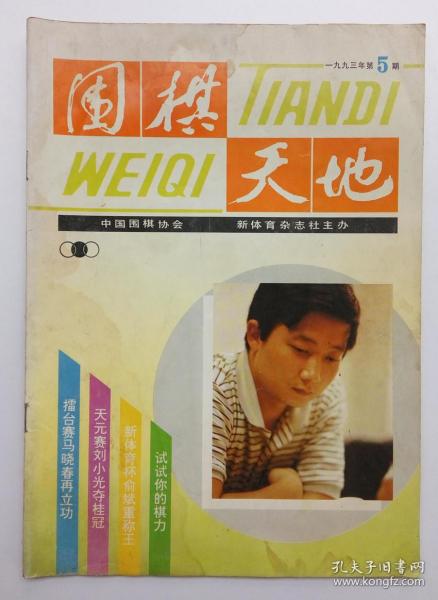 一九九三年第5期
围棋 TIANDI
WEIQI 天地
中国围棋协会 新体育杂志社主办
擂台赛马晓春再立功
天元赛刘小光夺桂冠
新体育杯俞斌重称王
试试你的棋力
孔夫子旧书网
www.kongfz.com